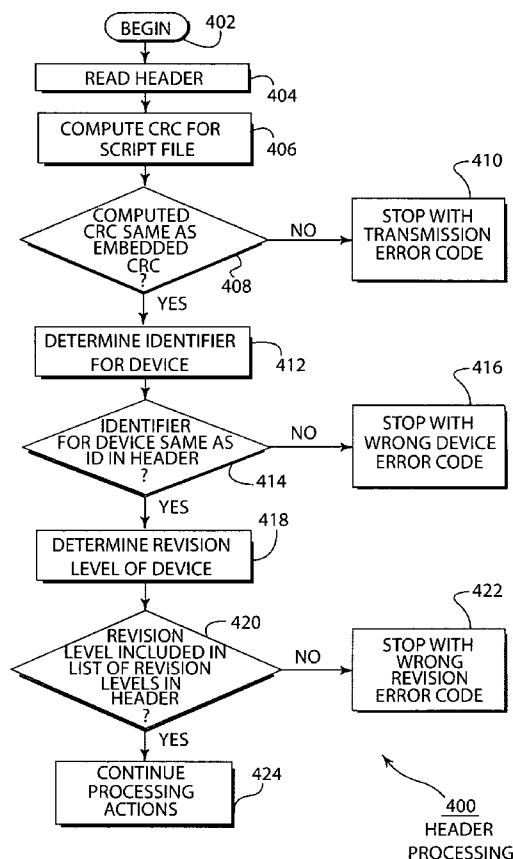 BEGIN
402
READ HEADER
404
COMPUTE CRC FOR
SCRIPT FILE
406
COMPUTED
CRC SAME AS
EMBEDDED
CRC
?
408
NO
410
STOP WITH
TRANSMISSION
ERROR CODE
YES
DETERMINE IDENTIFIER
FOR DEVICE
412
IDENTIFIER
FOR DEVICE SAME AS
ID IN HEADER
?
414
NO
416
STOP WITH
WRONG DEVICE
ERROR CODE
YES
418
DETERMINE REVISION
LEVEL OF DEVICE
420
REVISION
LEVEL INCLUDED IN
LIST OF REVISION
LEVELS IN
HEADER
?
NO
422
STOP WITH
WRONG
REVISION
ERROR CODE
YES
CONTINUE
PROCESSING
ACTIONS
424
400
HEADER
PROCESSING